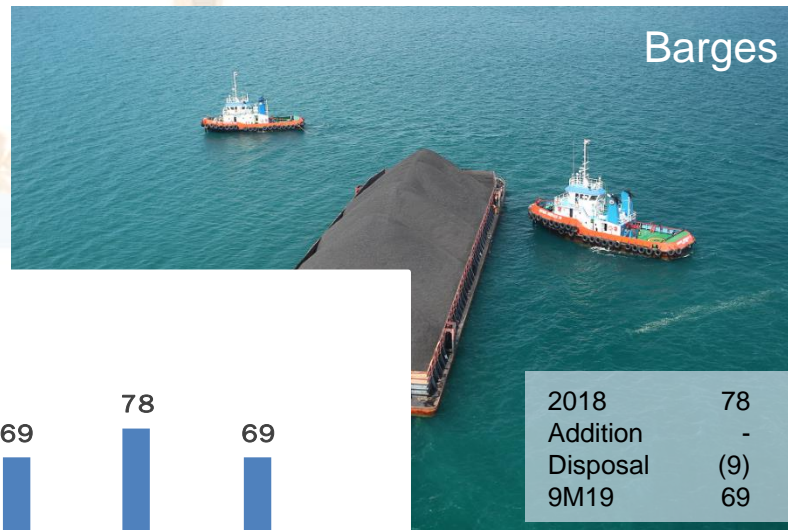 Barges
69
78
69
2018 78
Addition -
Disposal (9)
9M19 69